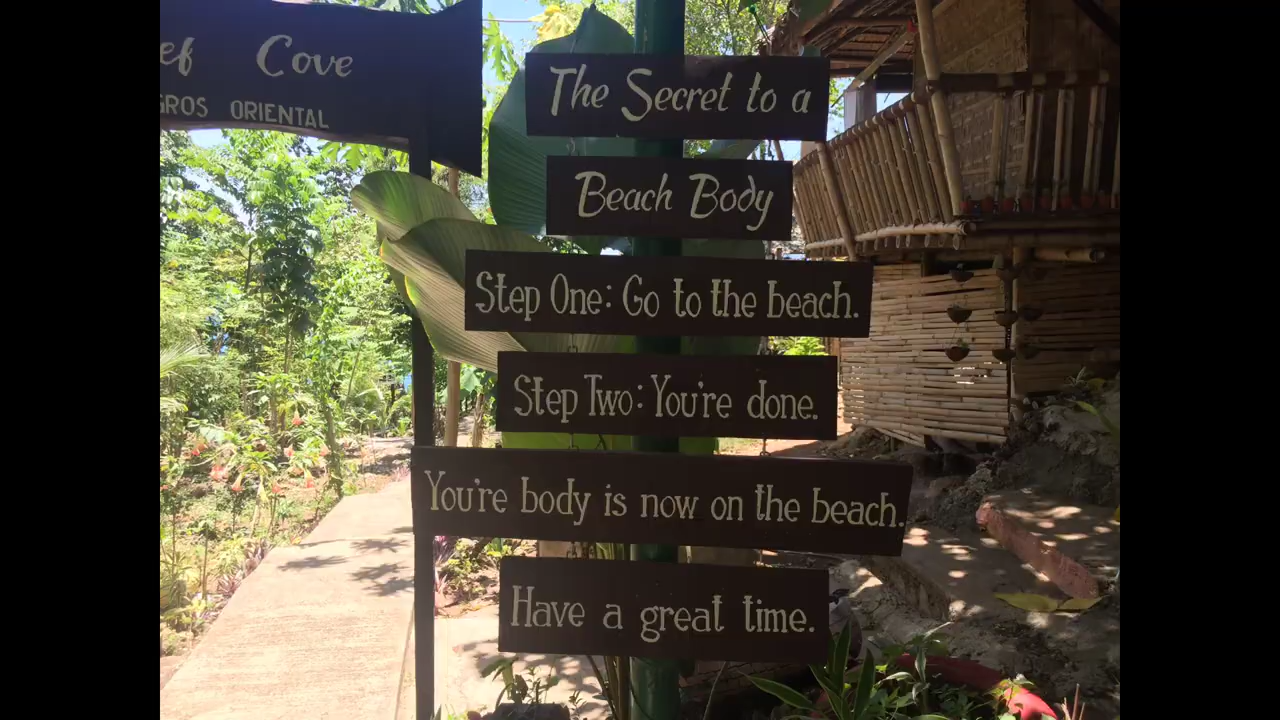 ef Cove
GROS ORIENTAL
The Secret to a
Beach Body
Step One: Go to the beach.
Step Two: You're done.
You're body is now on the beach.
Have a great time.